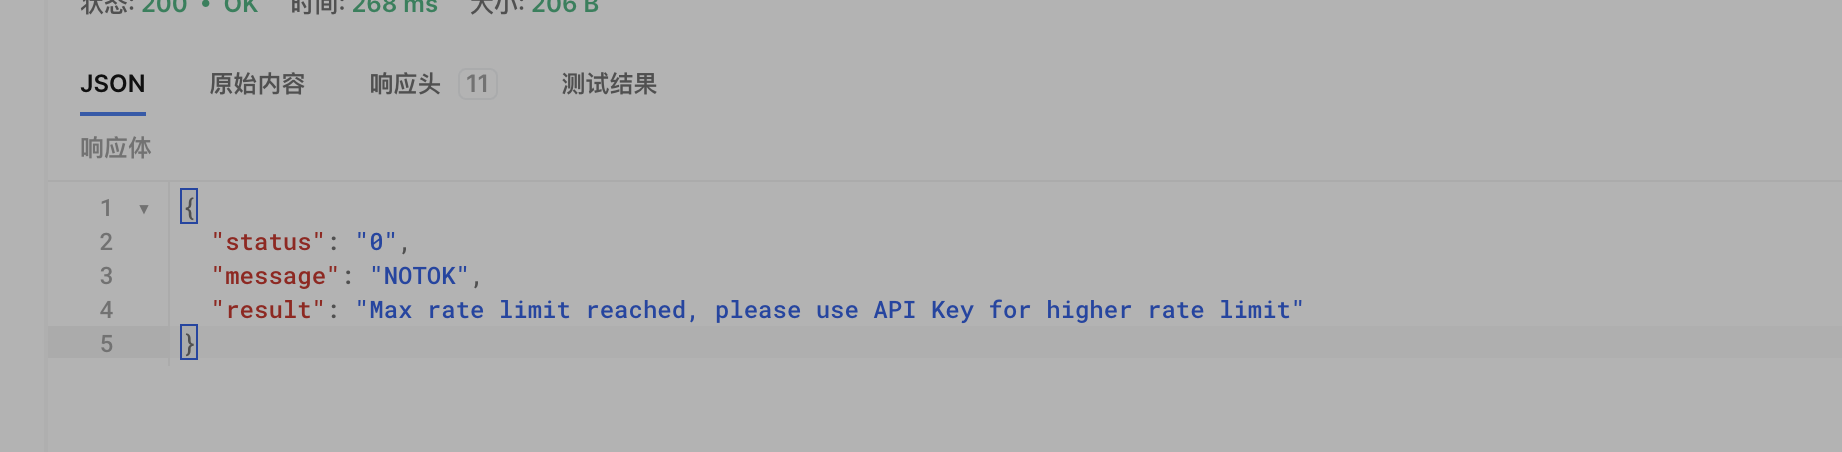 状态: 200 • OK 时间: 268 ms 大小: 206 B
JSON 原始内容 响应头 11 测试结果
响应体
1 ▼ {
2 "status": "0",
3 "message": "NOTOK",
4 "result": "Max rate limit reached, please use API Key for higher rate limit"
5 }